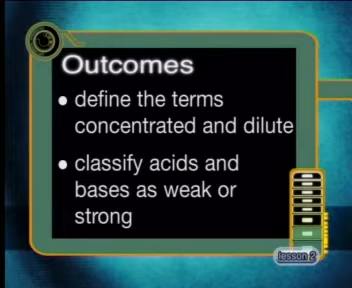 Outcomes
• define the terms
concentrated and dilute
• classify acids and
bases as weak or
strong
lesson 2